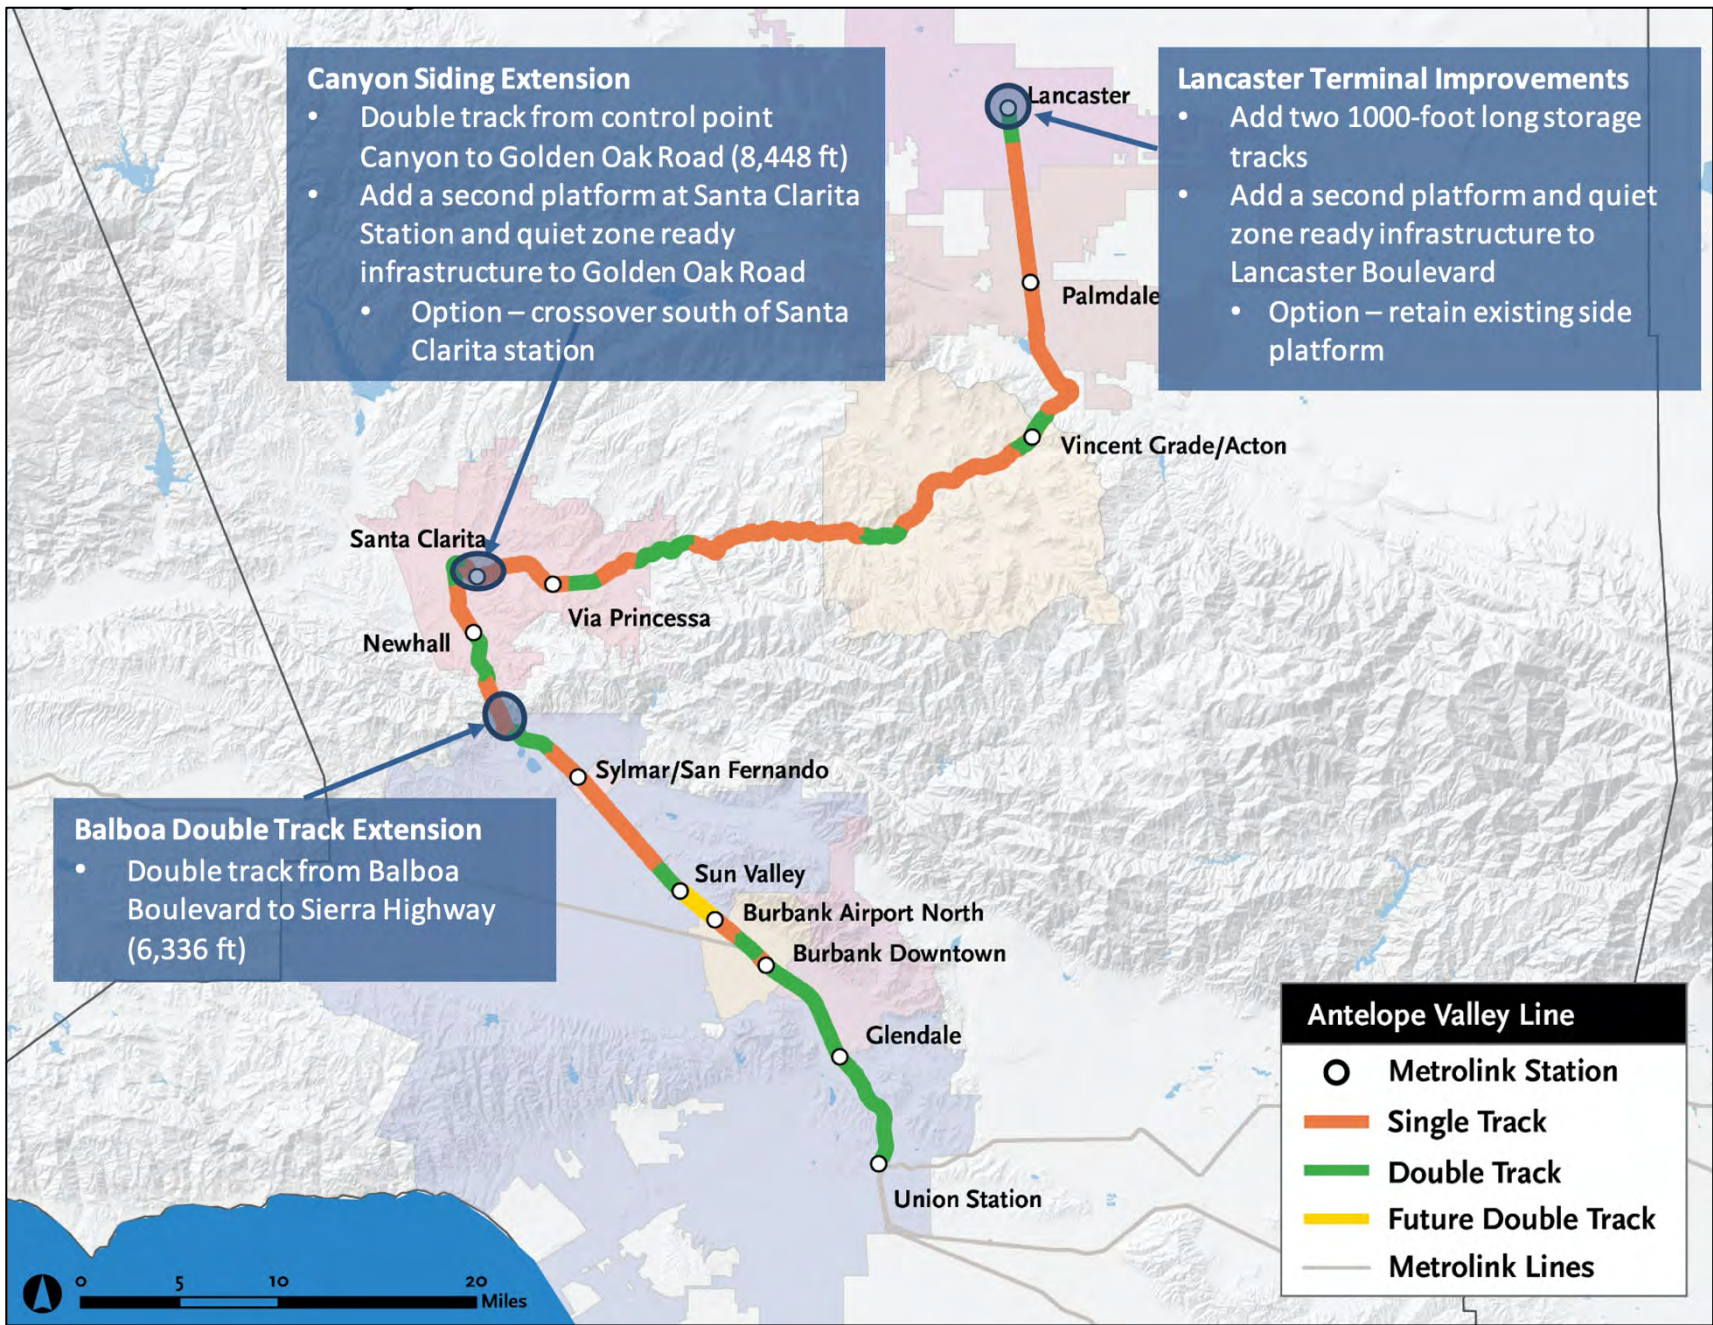 Canyon Siding Extension
• Double track from control point
Canyon to Golden Oak Road (8,448 ft)
• Add a second platform at Santa Clarita
Station and quiet zone ready
infrastructure to Golden Oak Road
• Option – crossover south of Santa
Clarita station
Lancaster Terminal Improvements
• Add two 1000-foot long storage
tracks
• Add a second platform and quiet
zone ready infrastructure to
Lancaster Boulevard
• Option – retain existing side
platform
Lancaster
Palmdale
Vincent Grade/Acton
Santa Clarita
Via Princessa
Newhall
Sylmar/San Fernando
Balboa Double Track Extension
• Double track from Balboa
Boulevard to Sierra Highway
(6,336 ft)
Sun Valley
Burbank Airport North
Burbank Downtown
Glendale
Union Station
Antelope Valley Line
Metrolink Station
Single Track
Double Track
Future Double Track
Metrolink Lines
0 5 10 20
Miles